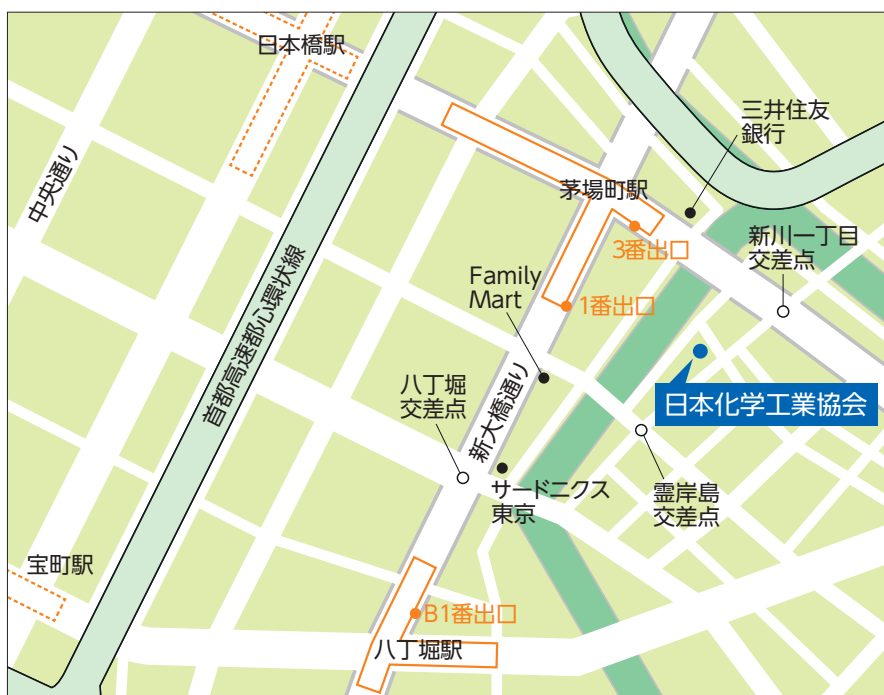 日本橋駅
中央通り
首都高速都心環状線
茅場町駅
三井住友
銀行
3番出口
新川一丁目
交差点
Family
Mart
1番出口
八丁堀
交差点
新大橋通り
日本化学工業協会
サードニクス
東京
霊岸島
交差点
宝町駅
B1番出口
八丁堀駅